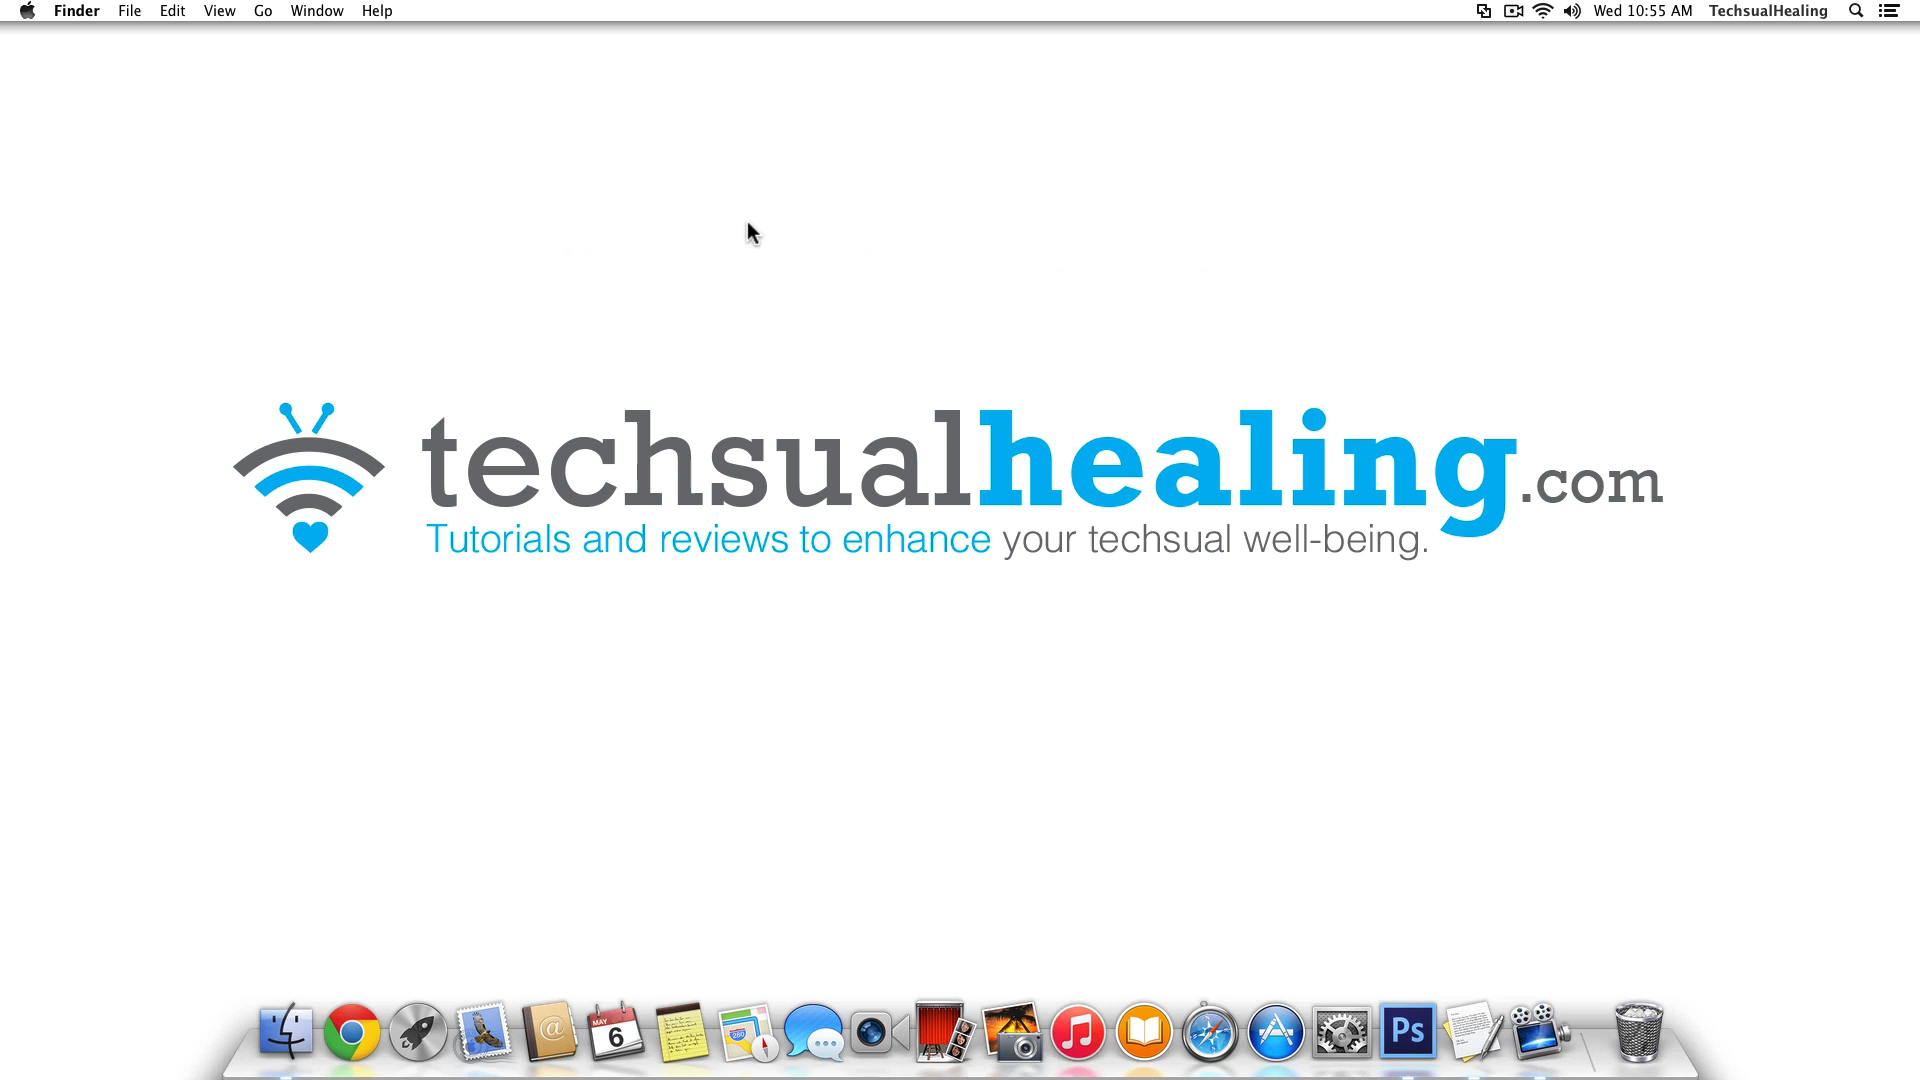 Finder File Edit View Go Window Help Wed 10:55 AM TechsualHealing
techsualhealing.com
Tutorials and reviews to enhance your techsual well-being.
MAY
6
280
Ps